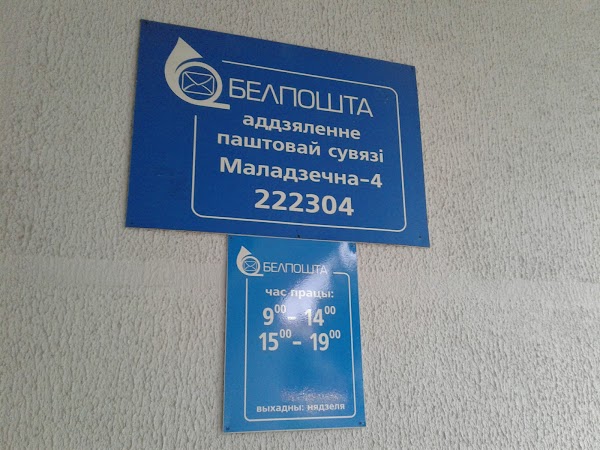 БЕЛПОШТА
аддзяленне
паштовай сувязі
Маладзечна-4
222304
БЕЛПОШТА
час працы:
9⁰⁰ - 14⁰⁰
15⁰⁰ - 19⁰⁰
выхадны: нядзеля